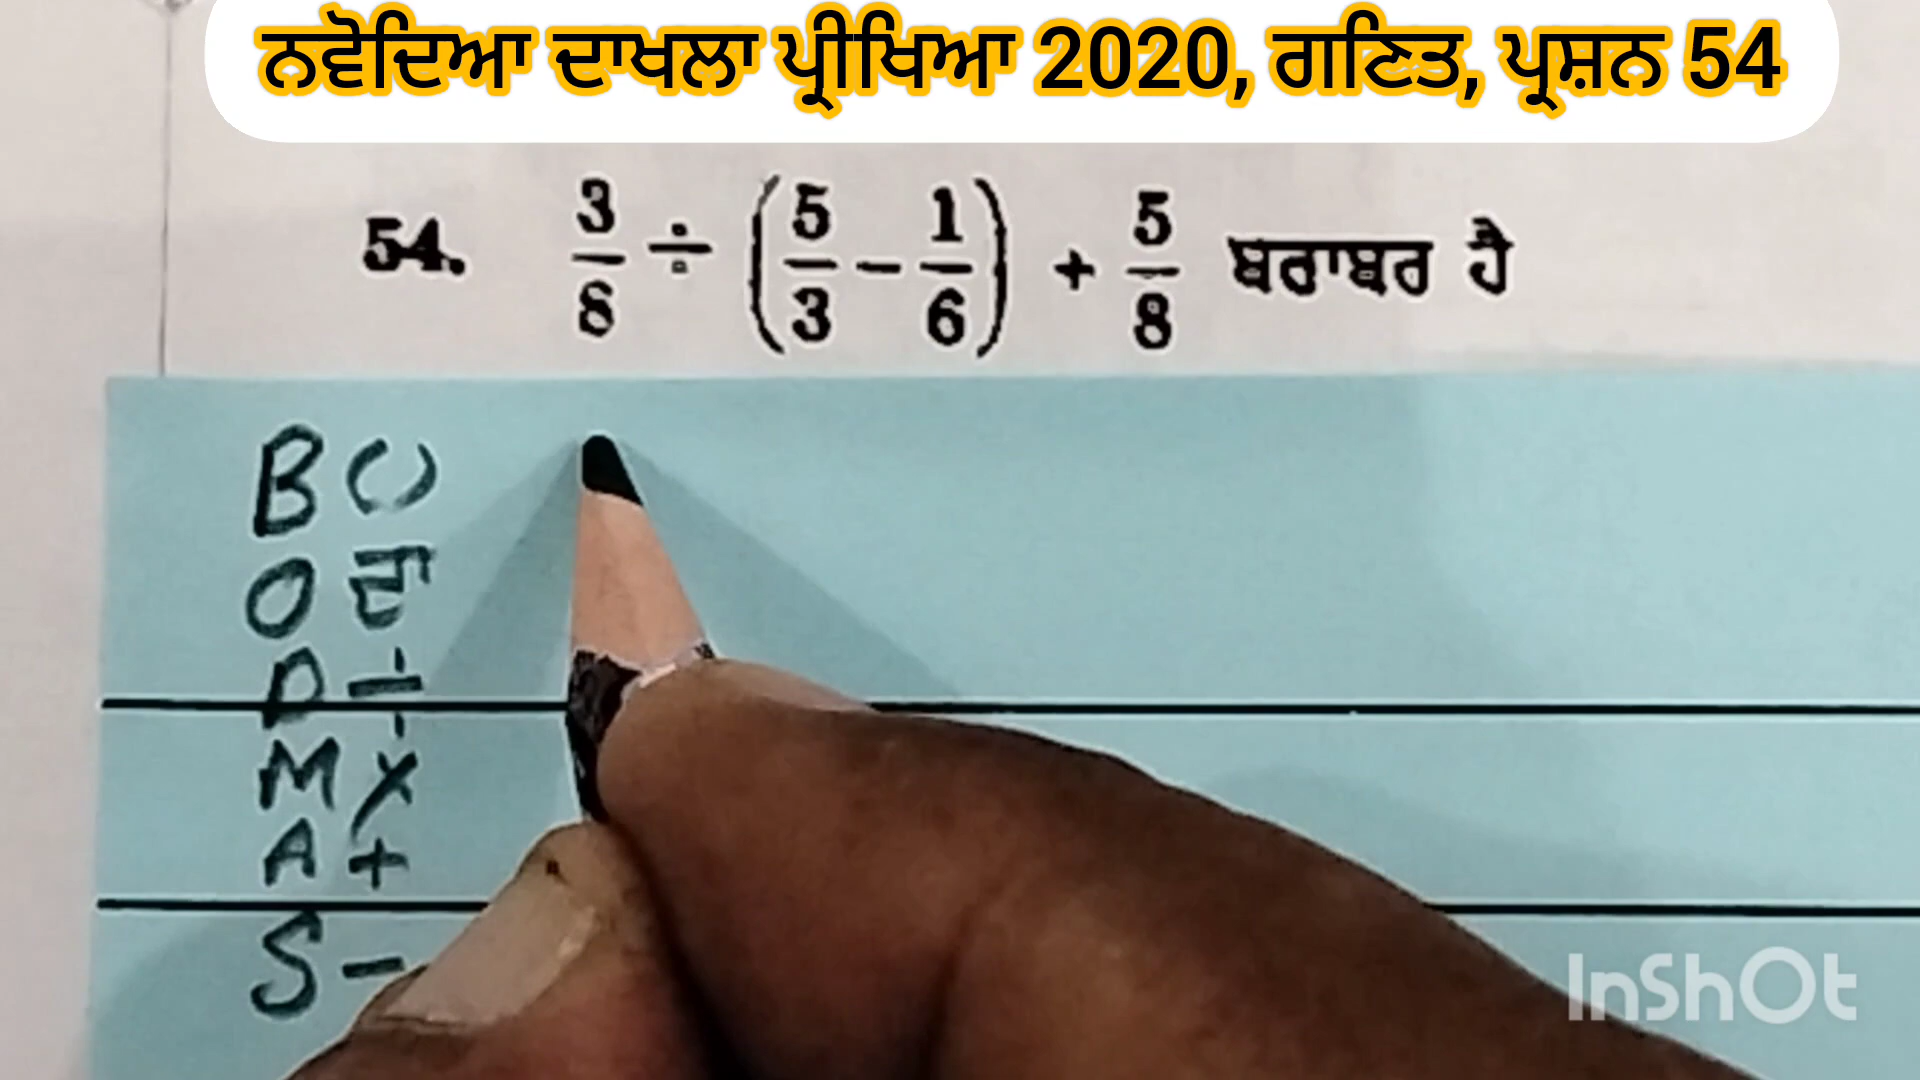 ਨਵੋਦਿਆ ਦਾਖਲਾ ਪ੍ਰੀਖਿਆ 2020, ਗਣਿਤ, ਪ੍ਰਸ਼ਨ 54
54. 3/8 ÷ (5/3 − 1/6) + 5/8 ਬਰਾਬਰ ਹੈ
B ()
O ਦਾ
D ÷
M ×
A +
S −
InShOt